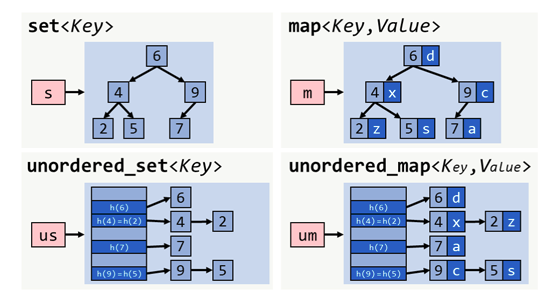 set<Key>
s
6
4
9
2
5
7
map<Key,Value>
m
6 d
4 x
9 c
2 z
5 s
7 a
unordered_set<Key>
us
h(6)
h(4)=h(2)
h(7)
h(9)=h(5)
6
4
2
7
9
5
unordered_map<Key,Value>
um
h(6)
h(4)=h(2)
h(7)
h(9)=h(5)
6 d
4 x
2 z
7 a
9 c
5 s